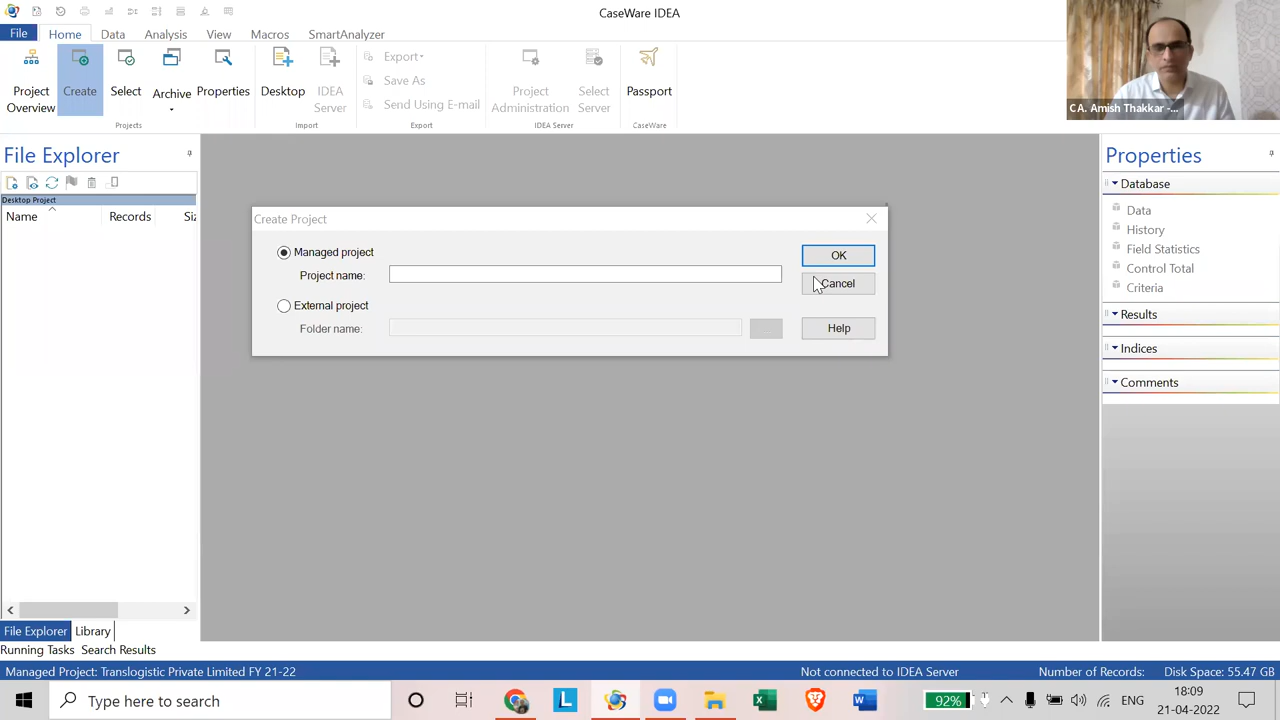 CaseWare IDEA
File Home Data Analysis View Macros SmartAnalyzer
Project Overview
Create
Select
Archive
Properties
Desktop
IDEA Server
Export
Save As
Send Using E-mail
Project Administration
Select Server
Passport
Projects Import Export IDEA Server CaseWare
CA. Amish Thakkar -...
File Explorer
Desktop Project
Name Records Siz
Create Project
Managed project
Project name:
External project
Folder name:
OK
Cancel
Help
Properties
Database
Data
History
Field Statistics
Control Total
Criteria
Results
Indices
Comments
File Explorer Library
Running Tasks Search Results
Managed Project: Translogistic Private Limited FY 21-22
Not connected to IDEA Server
Number of Records:
Disk Space: 55.47 GB
Type here to search
92%
ENG
18:09
21-04-2022